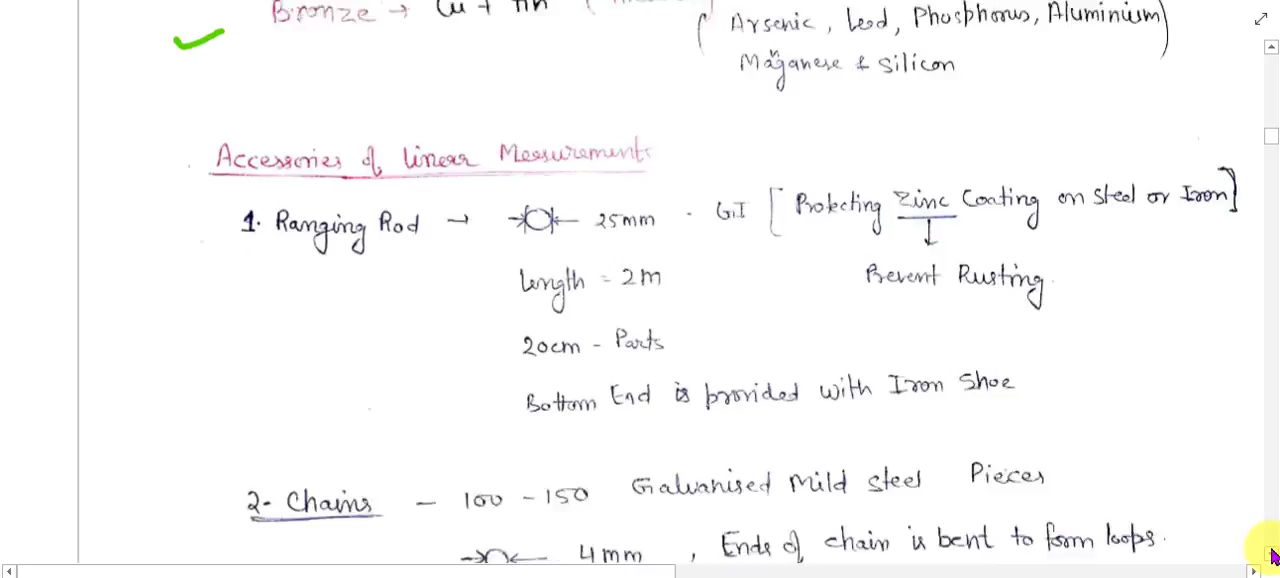 Bronze → Cu + Tin (
( Arsenic, Lead, Phosphorus, Aluminium)
Manganese & Silicon
Accessories of Linear Measurements
1. Ranging Rod → 25mm - GI [Protecting Zinc Coating on Steel or Iron]
Length = 2m
Prevent Rusting.
20cm - Parts
Bottom End is provided with Iron Shoe
2- Chains - 100 - 150 Galvanised Mild Steel Pieces
4mm, Ends of chain is bent to form loops.